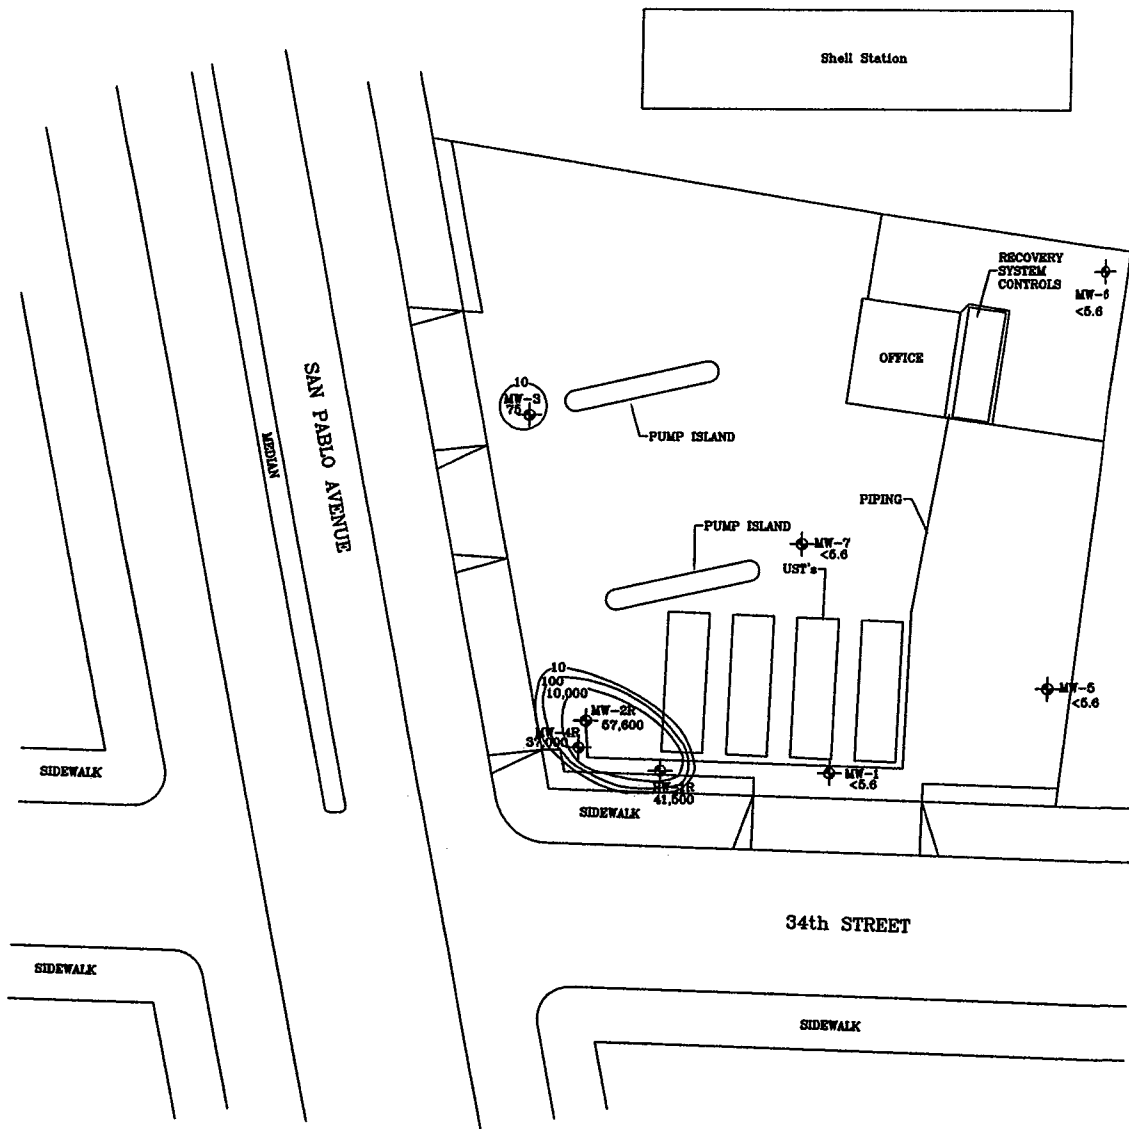 Shell Station
RECOVERY
SYSTEM
CONTROLS
MW-6
<5.6
OFFICE
10
MW-3
75
PUMP ISLAND
SAN PABLO AVENUE
MEDIAN
PIPING
PUMP ISLAND
MW-7
<5.6
UST's
10
100
10,000
MW-2R
57,600
MW-4R
37,000
MW-5
<5.6
MW-1
<5.6
41,500
SIDEWALK
SIDEWALK
34th STREET
SIDEWALK
SIDEWALK